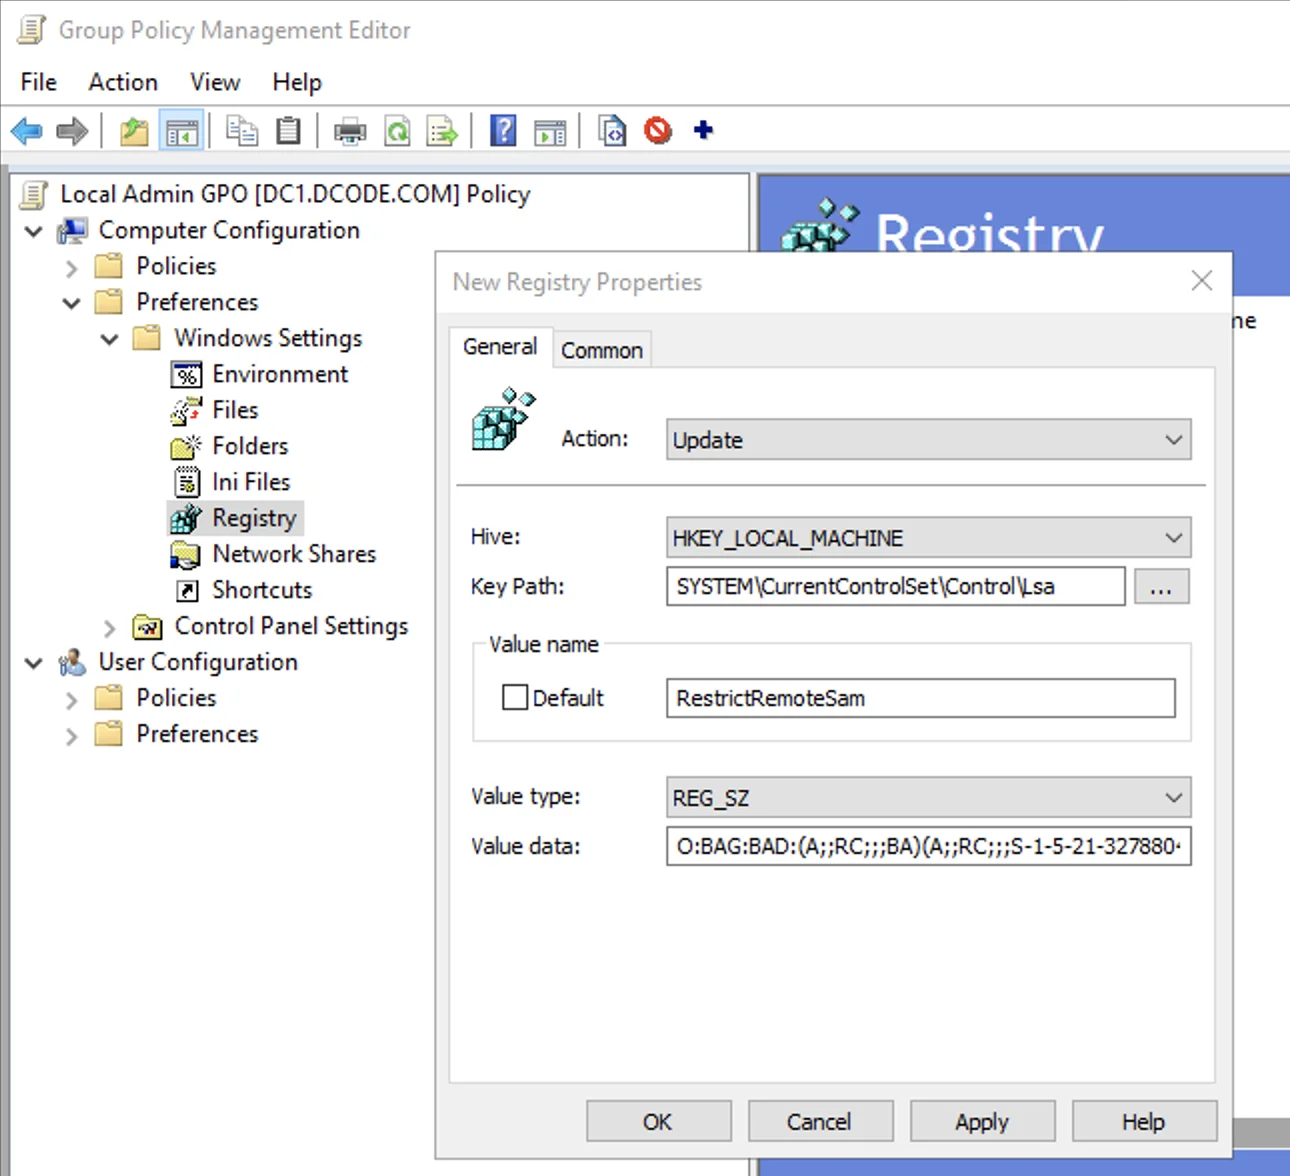 Group Policy Management Editor
File Action View Help
Local Admin GPO [DC1.DCODE.COM] Policy
Computer Configuration
Policies
Preferences
Windows Settings
Environment
Files
Folders
Ini Files
Registry
Network Shares
Shortcuts
Control Panel Settings
User Configuration
Policies
Preferences
Registry
me
New Registry Properties
General Common
Action: Update
Hive: HKEY_LOCAL_MACHINE
Key Path: SYSTEM\CurrentControlSet\Control\Lsa ...
Value name
Default RestrictRemoteSam
Value type: REG_SZ
Value data: O:BAG:BAD:(A;;RC;;;BA)(A;;RC;;;S-1-5-21-327880
OK Cancel Apply Help